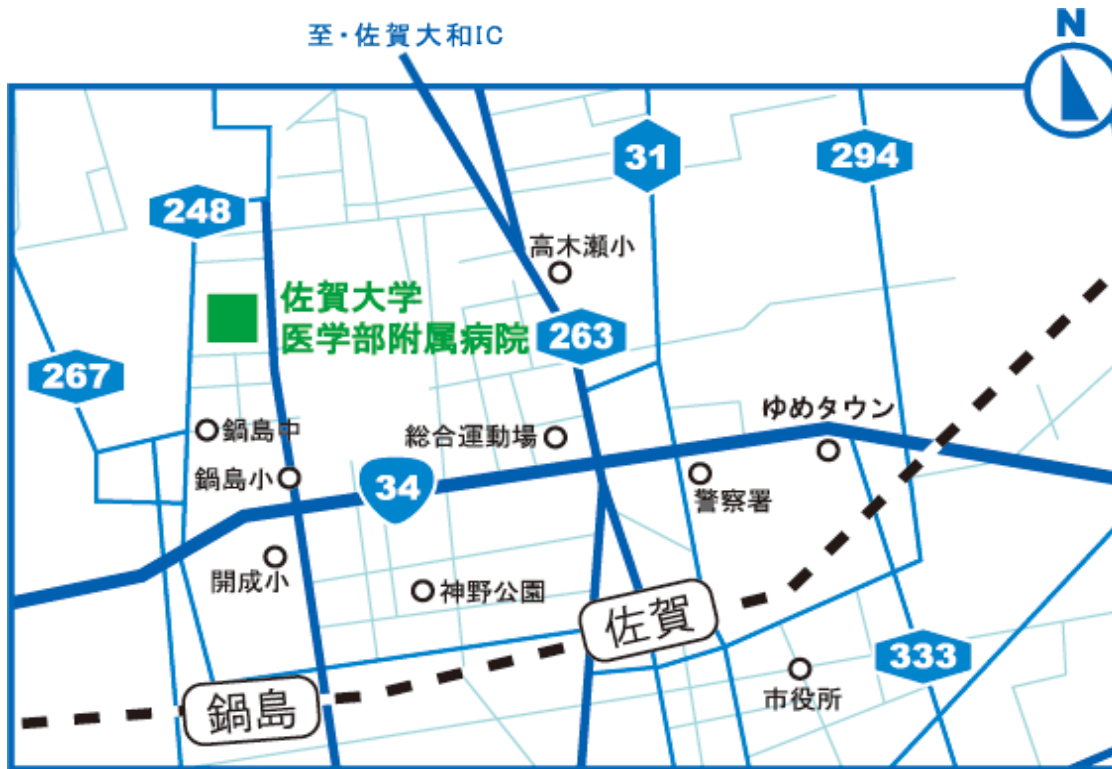 至・佐賀大和IC
N
31
294
248
高木瀬小
佐賀大学
医学部附属病院
263
267
ゆめタウン
鍋島中
総合運動場
鍋島小
34
警察署
開成小
神野公園
佐賀
333
市役所
鍋島